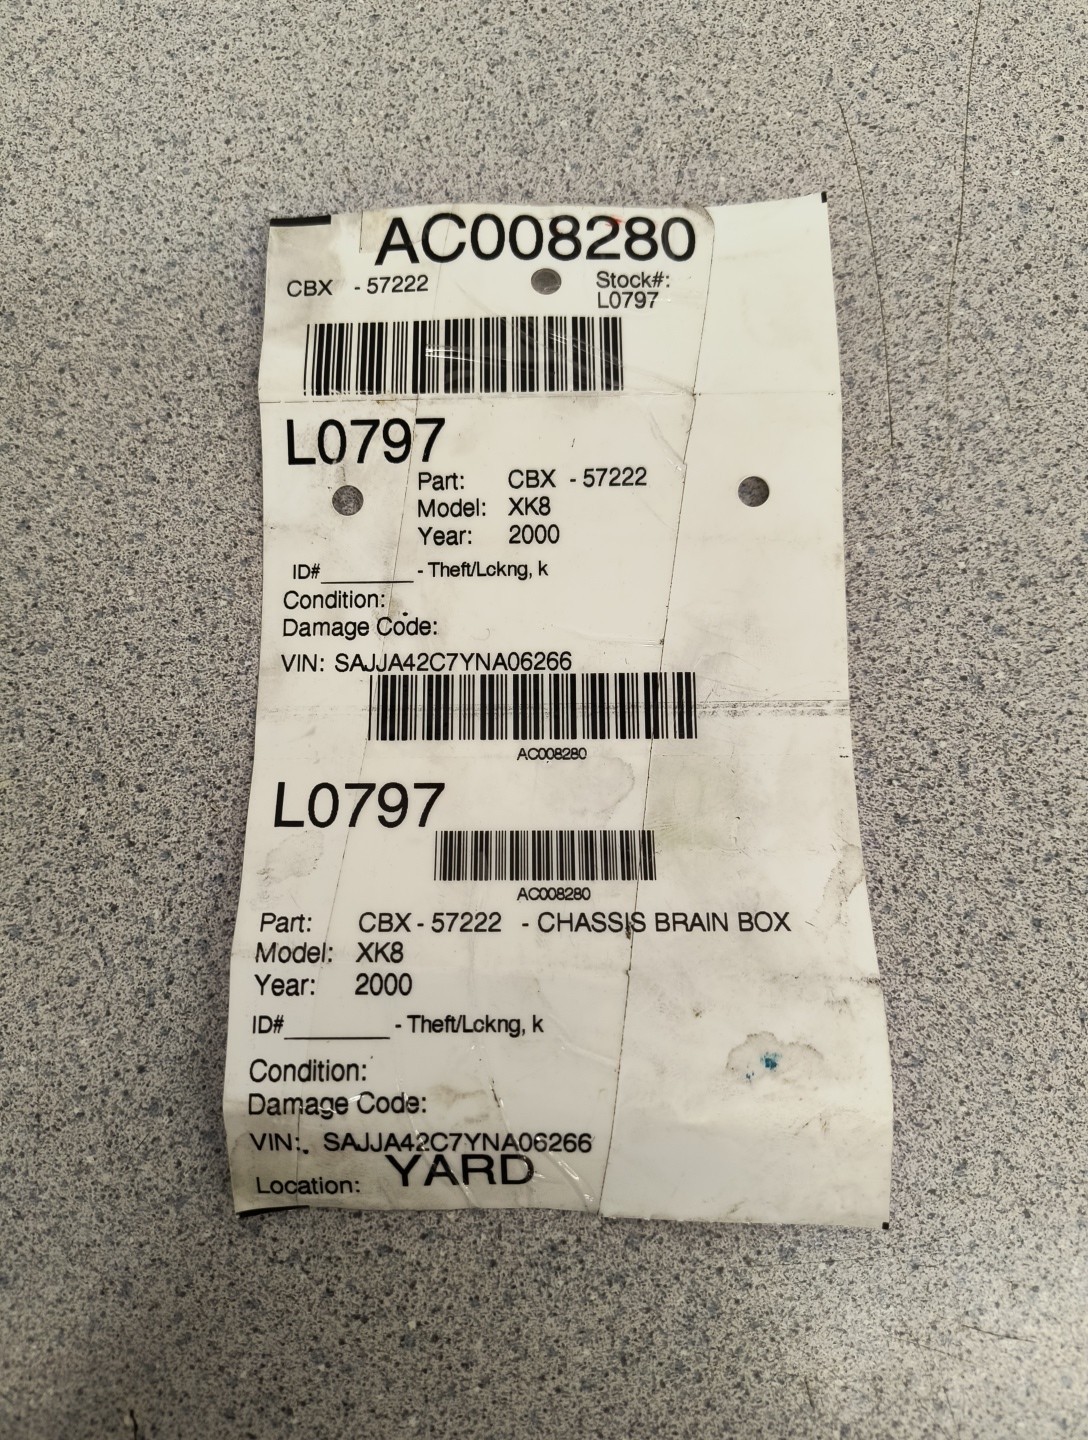 AC008280
CBX - 57222
Stock#:
L0797
L0797
Part: CBX - 57222
Model: XK8
Year: 2000
ID#________ - Theft/Lckng, k
Condition:
Damage Code:
VIN: SAJJA42C7YNA06266
AC008280
L0797
AC008280
Part: CBX - 57222 - CHASSIS BRAIN BOX
Model: XK8
Year: 2000
ID#_________ - Theft/Lckng, k
Condition:
Damage Code:
VIN: SAJJA42C7YNA06266
Location: YARD